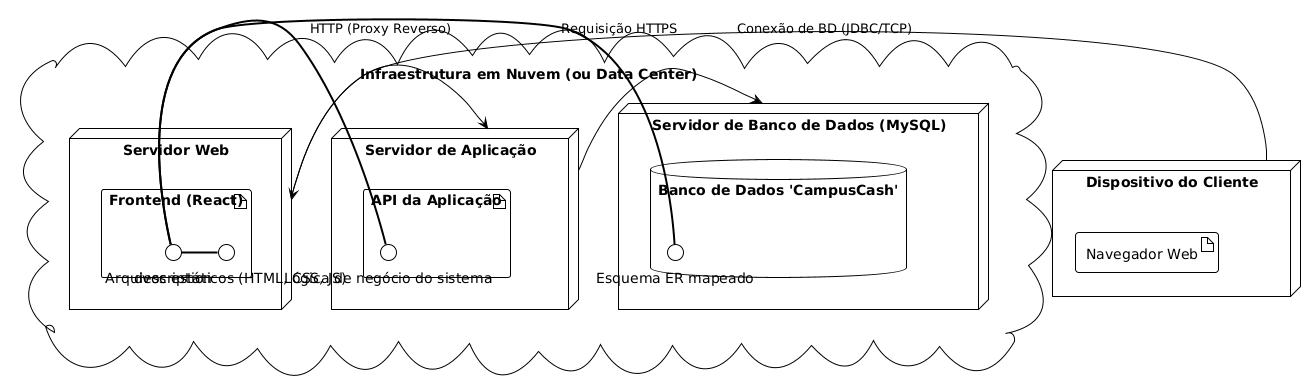 HTTP (Proxy Reverso)
Requisição HTTPS
Conexão de BD (JDBC/TCP)
Infraestrutura em Nuvem (ou Data Center)
Servidor Web
Servidor de Aplicação
Servidor de Banco de Dados (MySQL)
Dispositivo do Cliente
Frontend (React)
API da Aplicação
Banco de Dados 'CampusCash'
Navegador Web
Arquivos estáticos (HTML, CSS, JS)
description
Lógica de negócio do sistema
Esquema ER mapeado